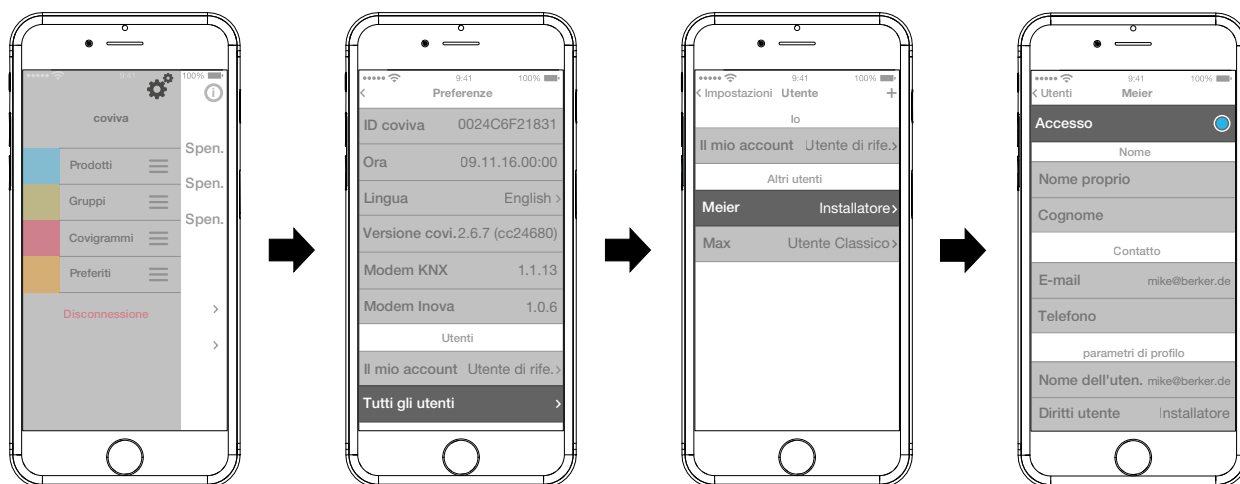 9:41 100%
coviva
Prodotti
Gruppi
Covigrammi
Preferiti
Disconnessione
Spen.
Spen.
Spen.
9:41 100%
< Preferenze
ID coviva 0024C6F21831
Ora 09.11.16.00:00
Lingua English >
Versione covi. 2.6.7 (cc24680)
Modem KNX 1.1.13
Modem Inova 1.0.6
Utenti
Il mio account Utente di rife. >
Tutti gli utenti >
9:41 100%
< Impostazioni Utente +
Io
Il mio account Utente di rife. >
Altri utenti
Meier Installatore >
Max Utente Classico >
9:41 100%
< Utenti Meier
Accesso
Nome
Nome proprio
Cognome
Contatto
E-mail mike@berker.de
Telefono
parametri di profilo
Nome dell'uten. mike@berker.de
Diritti utente Installatore